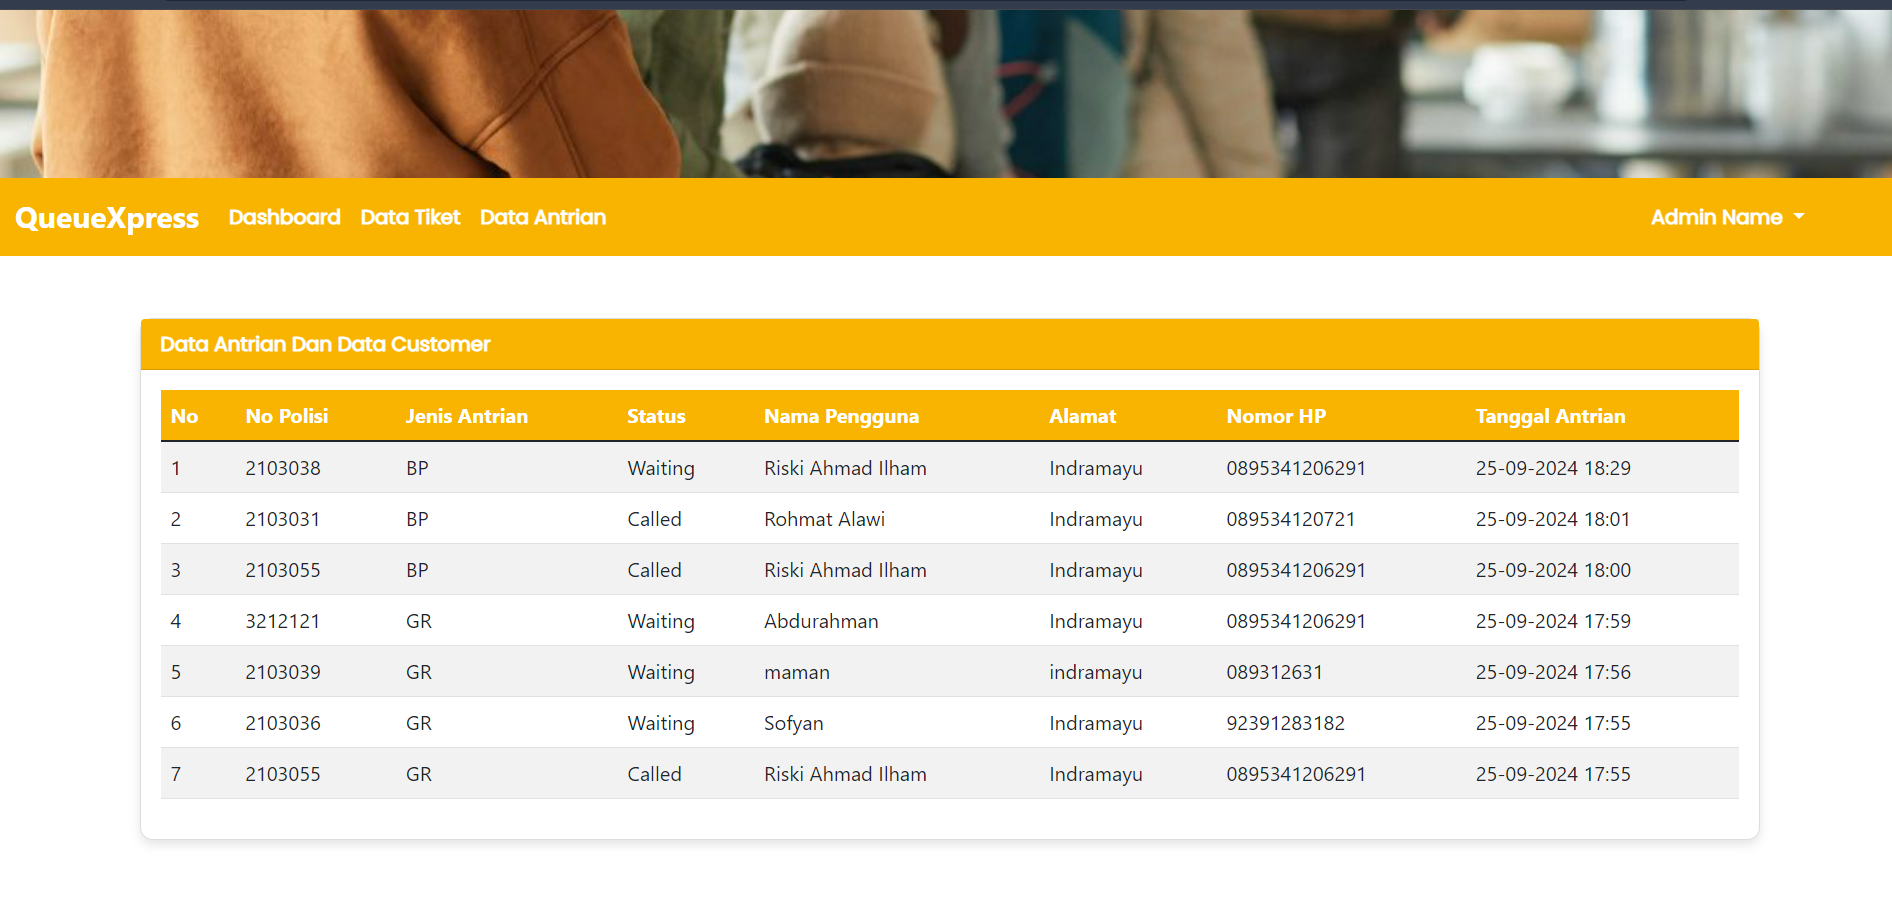 QueueXpress Dashboard Data Tiket Data Antrian Admin Name
Data Antrian Dan Data Customer
No No Polisi Jenis Antrian Status Nama Pengguna Alamat Nomor HP Tanggal Antrian
1 2103038 BP Waiting Riski Ahmad Ilham Indramayu 0895341206291 25-09-2024 18:29
2 2103031 BP Called Rohmat Alawi Indramayu 089534120721 25-09-2024 18:01
3 2103055 BP Called Riski Ahmad Ilham Indramayu 0895341206291 25-09-2024 18:00
4 3212121 GR Waiting Abdurahman Indramayu 0895341206291 25-09-2024 17:59
5 2103039 GR Waiting maman indramayu 089312631 25-09-2024 17:56
6 2103036 GR Waiting Sofyan Indramayu 92391283182 25-09-2024 17:55
7 2103055 GR Called Riski Ahmad Ilham Indramayu 0895341206291 25-09-2024 17:55